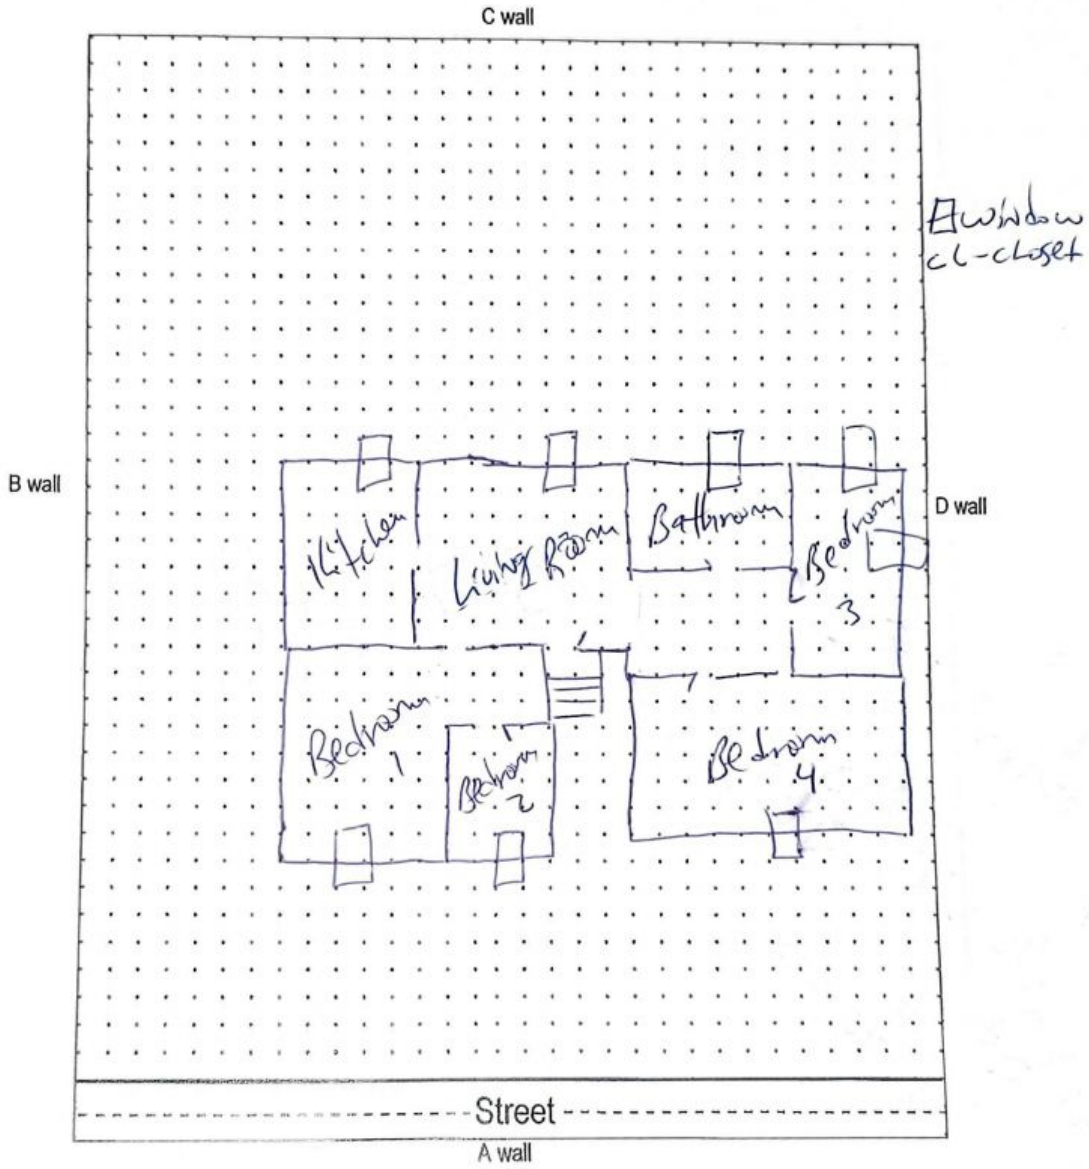 C wall
window
cl-closet
B wall
D wall
Kitchen
Living Room
Bathroom
Bedroom
3
Bedroom
1
Bedroom
2
Bedroom
4
Street
A wall